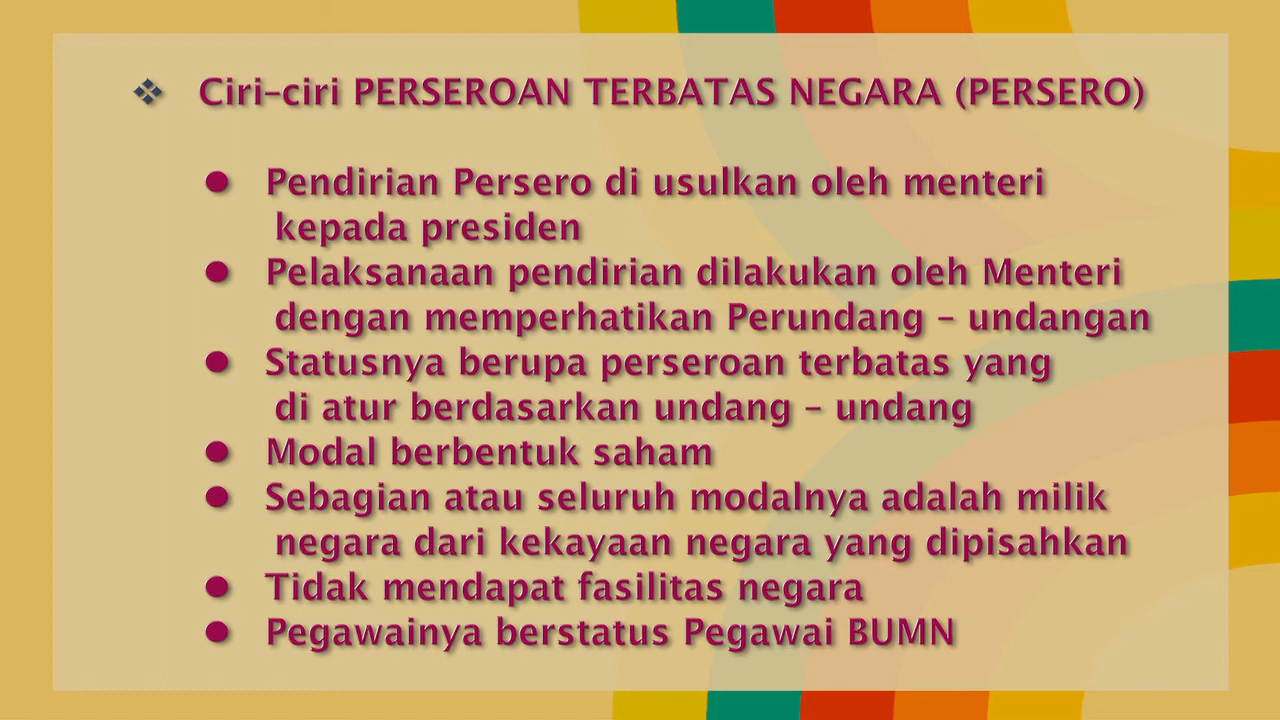 Ciri-ciri PERSEROAN TERBATAS NEGARA (PERSERO)
Pendirian Persero di usulkan oleh menteri
kepada presiden
Pelaksanaan pendirian dilakukan oleh Menteri
dengan memperhatikan Perundang – undangan
Statusnya berupa perseroan terbatas yang
di atur berdasarkan undang – undang
Modal berbentuk saham
Sebagian atau seluruh modalnya adalah milik
negara dari kekayaan negara yang dipisahkan
Tidak mendapat fasilitas negara
Pegawainya berstatus Pegawai BUMN